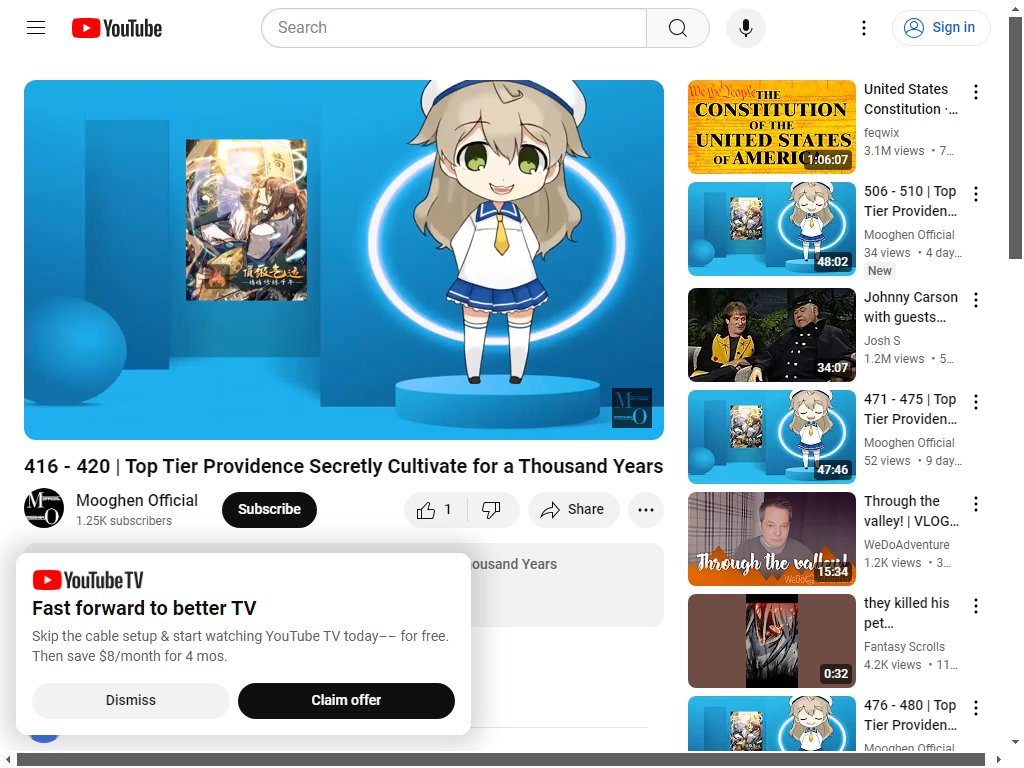 YouTube
Search
Sign in
頂級氣运
悄悄修練千年
416 - 420 | Top Tier Providence Secretly Cultivate for a Thousand Years
Mooghen Official
1.25K subscribers
Subscribe
1
Share
ousand Years
YouTube TV
Fast forward to better TV
Skip the cable setup & start watching YouTube TV today–– for free.
Then save $8/month for 4 mos.
Dismiss
Claim offer
We the People
THE
CONSTITUTION
OF THE
UNITED STATES
OF AMERIC
1:06:07
United States
Constitution ·…
feqwix
3.1M views • 7…
48:02
506 - 510 | Top
Tier Providen…
Mooghen Official
34 views • 4 day…
New
34:07
Johnny Carson
with guests…
Josh S
1.2M views • 5…
47:46
471 - 475 | Top
Tier Providen…
Mooghen Official
52 views • 9 day…
Through the valley!
WeDoAdventure
15:34
Through the
valley! | VLOG…
WeDoAdventure
1.2K views • 3…
0:32
they killed his
pet…
Fantasy Scrolls
4.2K views • 11…
476 - 480 | Top
Tier Providen…
Mooghen Official